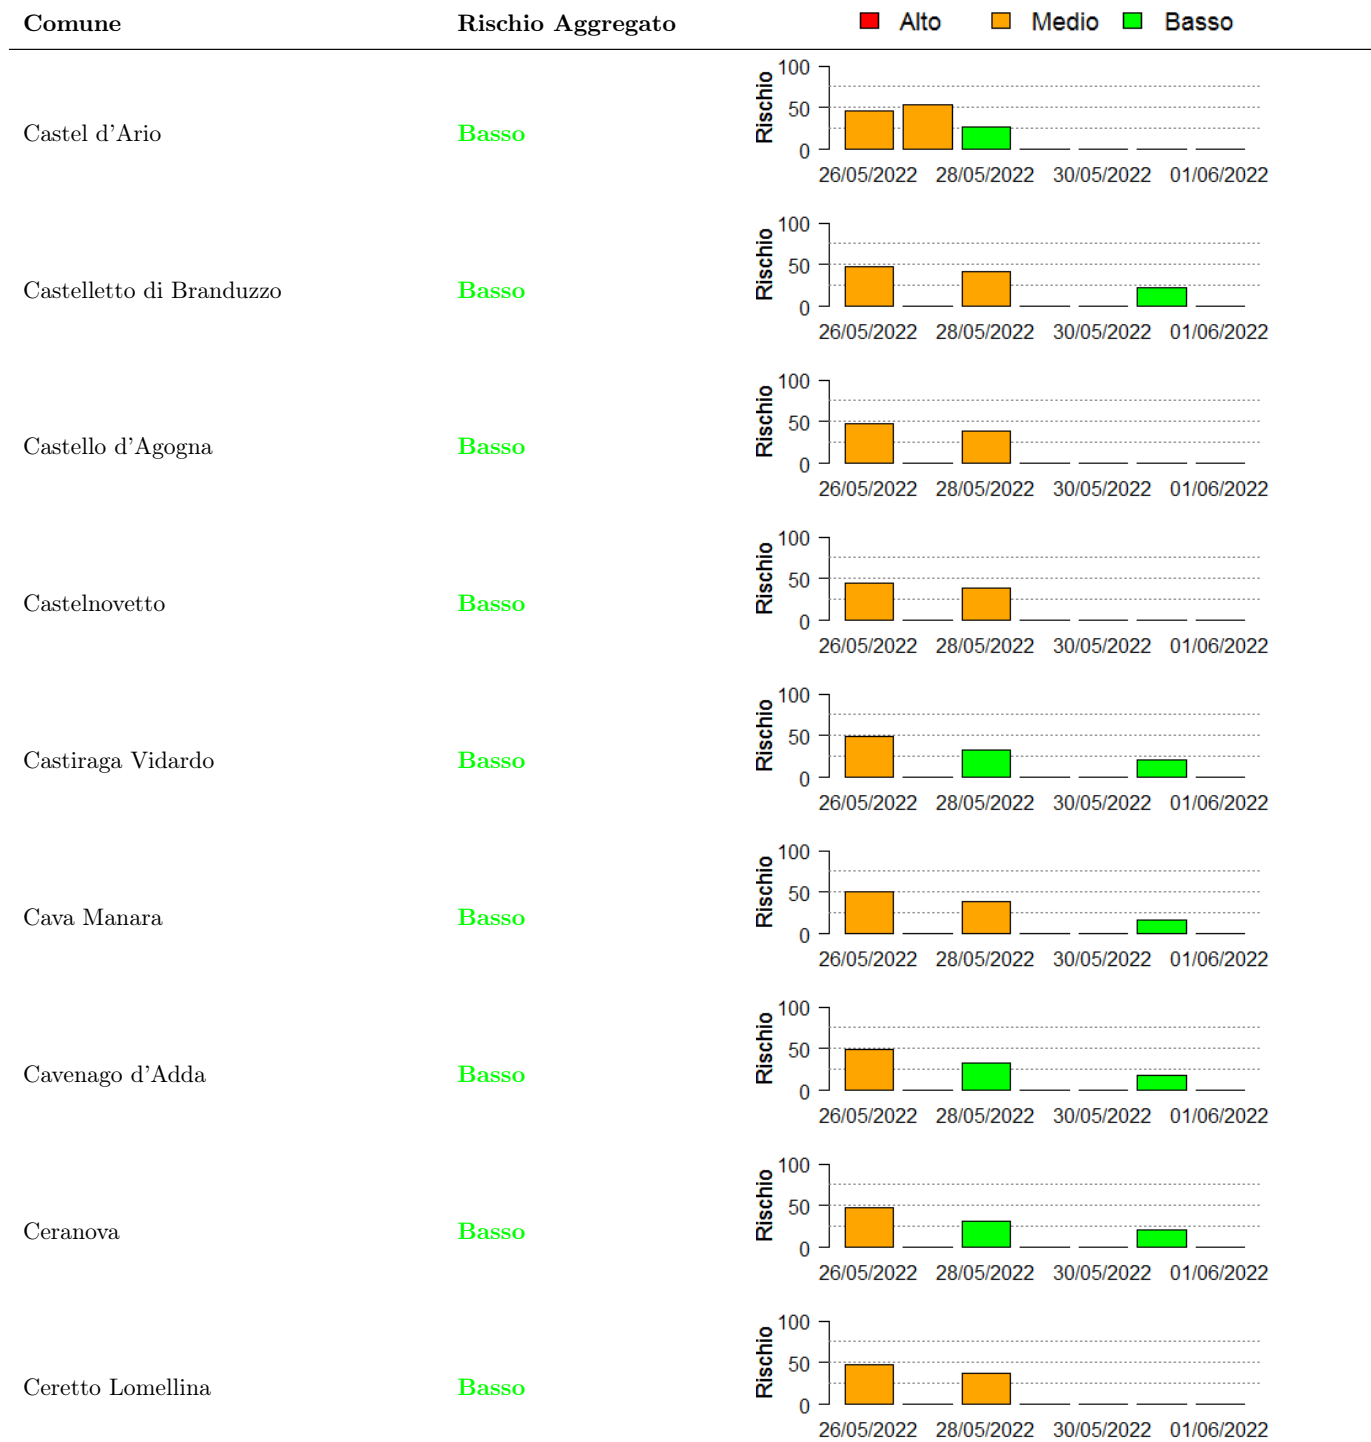 Comune Rischio Aggregato Alto Medio Basso
Castel d'Ario Basso Rischio 100 50 0
26/05/2022 28/05/2022 30/05/2022 01/06/2022
Castelletto di Branduzzo Basso Rischio 100 50 0
26/05/2022 28/05/2022 30/05/2022 01/06/2022
Castello d'Agogna Basso Rischio 100 50 0
26/05/2022 28/05/2022 30/05/2022 01/06/2022
Castelnovetto Basso Rischio 100 50 0
26/05/2022 28/05/2022 30/05/2022 01/06/2022
Castiraga Vidardo Basso Rischio 100 50 0
26/05/2022 28/05/2022 30/05/2022 01/06/2022
Cava Manara Basso Rischio 100 50 0
26/05/2022 28/05/2022 30/05/2022 01/06/2022
Cavenago d'Adda Basso Rischio 100 50 0
26/05/2022 28/05/2022 30/05/2022 01/06/2022
Ceranova Basso Rischio 100 50 0
26/05/2022 28/05/2022 30/05/2022 01/06/2022
Ceretto Lomellina Basso Rischio 100 50 0
26/05/2022 28/05/2022 30/05/2022 01/06/2022